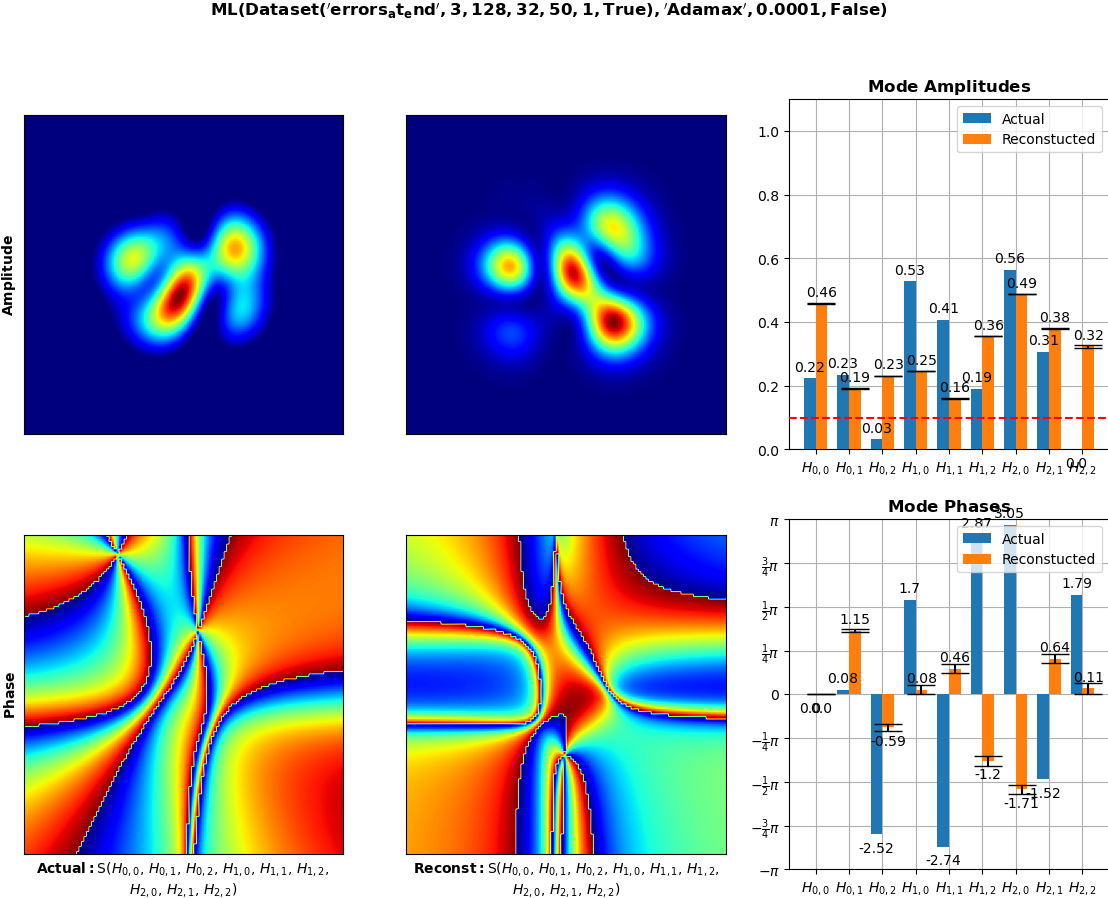 ML(Dataset('errors_at_end', 3, 128, 32, 50, 1, True), 'Adamax', 0.0001, False)
Amplitude
Mode Amplitudes
Actual
Reconstucted
1.0
0.8
0.6
0.4
0.2
0.0
0.22
0.46
0.23
0.19
0.03
0.23
0.53
0.25
0.41
0.16
0.19
0.36
0.56
0.49
0.31
0.38
0.0
0.32
H0,0 H0,1 H0,2 H1,0 H1,1 H1,2 H2,0 H2,1 H2,2
Phase
Actual: S(H0,0, H0,1, H0,2, H1,0, H1,1, H1,2,
H2,0, H2,1, H2,2)
Reconst: S(H0,0, H0,1, H0,2, H1,0, H1,1, H1,2,
H2,0, H2,1, H2,2)
Mode Phases
Actual
Reconstucted
π
3/4π
1/2π
1/4π
0
−1/4π
−1/2π
−3/4π
−π
0.0
0.0
0.08
1.15
-2.52
-0.59
1.7
0.08
-2.74
0.46
2.87
-1.2
3.05
-1.71
-1.52
0.64
1.79
0.11
H0,0 H0,1 H0,2 H1,0 H1,1 H1,2 H2,0 H2,1 H2,2